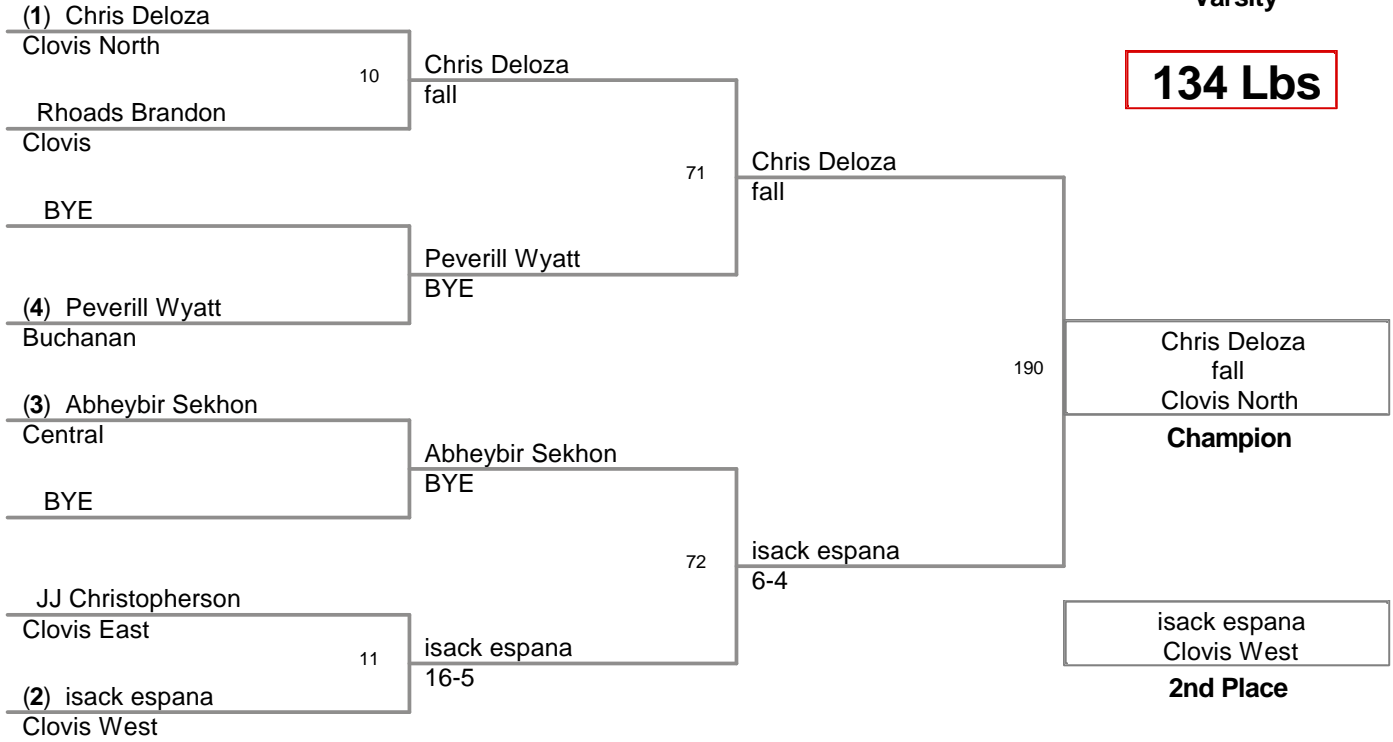 Varsity
134 Lbs
(1) Chris Deloza
Clovis North
10
Rhoads Brandon
Clovis
Chris Deloza
fall
BYE
(4) Peverill Wyatt
Buchanan
Peverill Wyatt
BYE
71
Chris Deloza
fall
(3) Abheybir Sekhon
Central
BYE
Abheybir Sekhon
BYE
JJ Christopherson
Clovis East
11
(2) isack espana
Clovis West
isack espana
16-5
72
isack espana
6-4
190
Chris Deloza
fall
Clovis North
Champion
isack espana
Clovis West
2nd Place